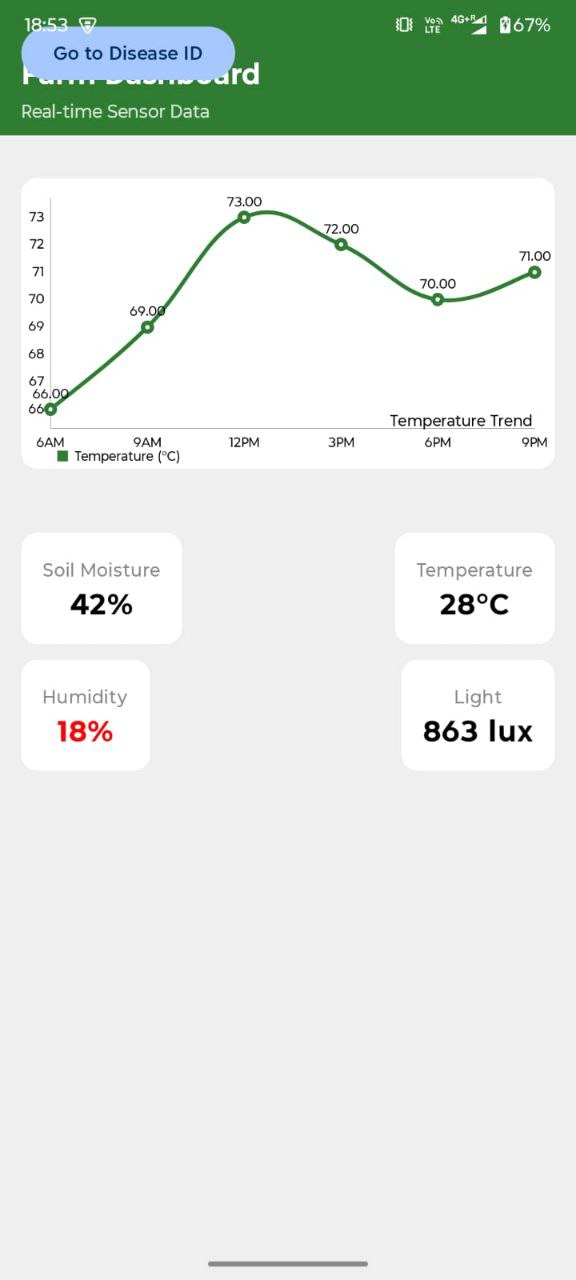 18:53 Vo LTE 4G+R 67%
Go to Disease ID
Farm Dashboard
Real-time Sensor Data
73.00
73
72.00
72
71.00
71
70.00
70
69.00
69
68
67
66.00
66
Temperature Trend
6AM 9AM 12PM 3PM 6PM 9PM
Temperature (°C)
Soil Moisture
42%
Temperature
28°C
Humidity
18%
Light
863 lux